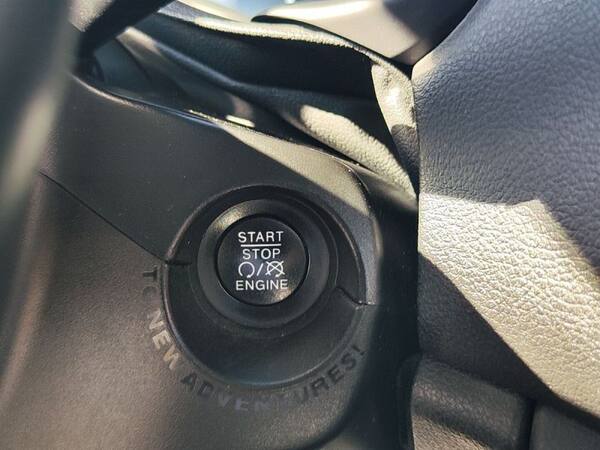 START
STOP
ENGINE
TO NEW ADVENTURES!